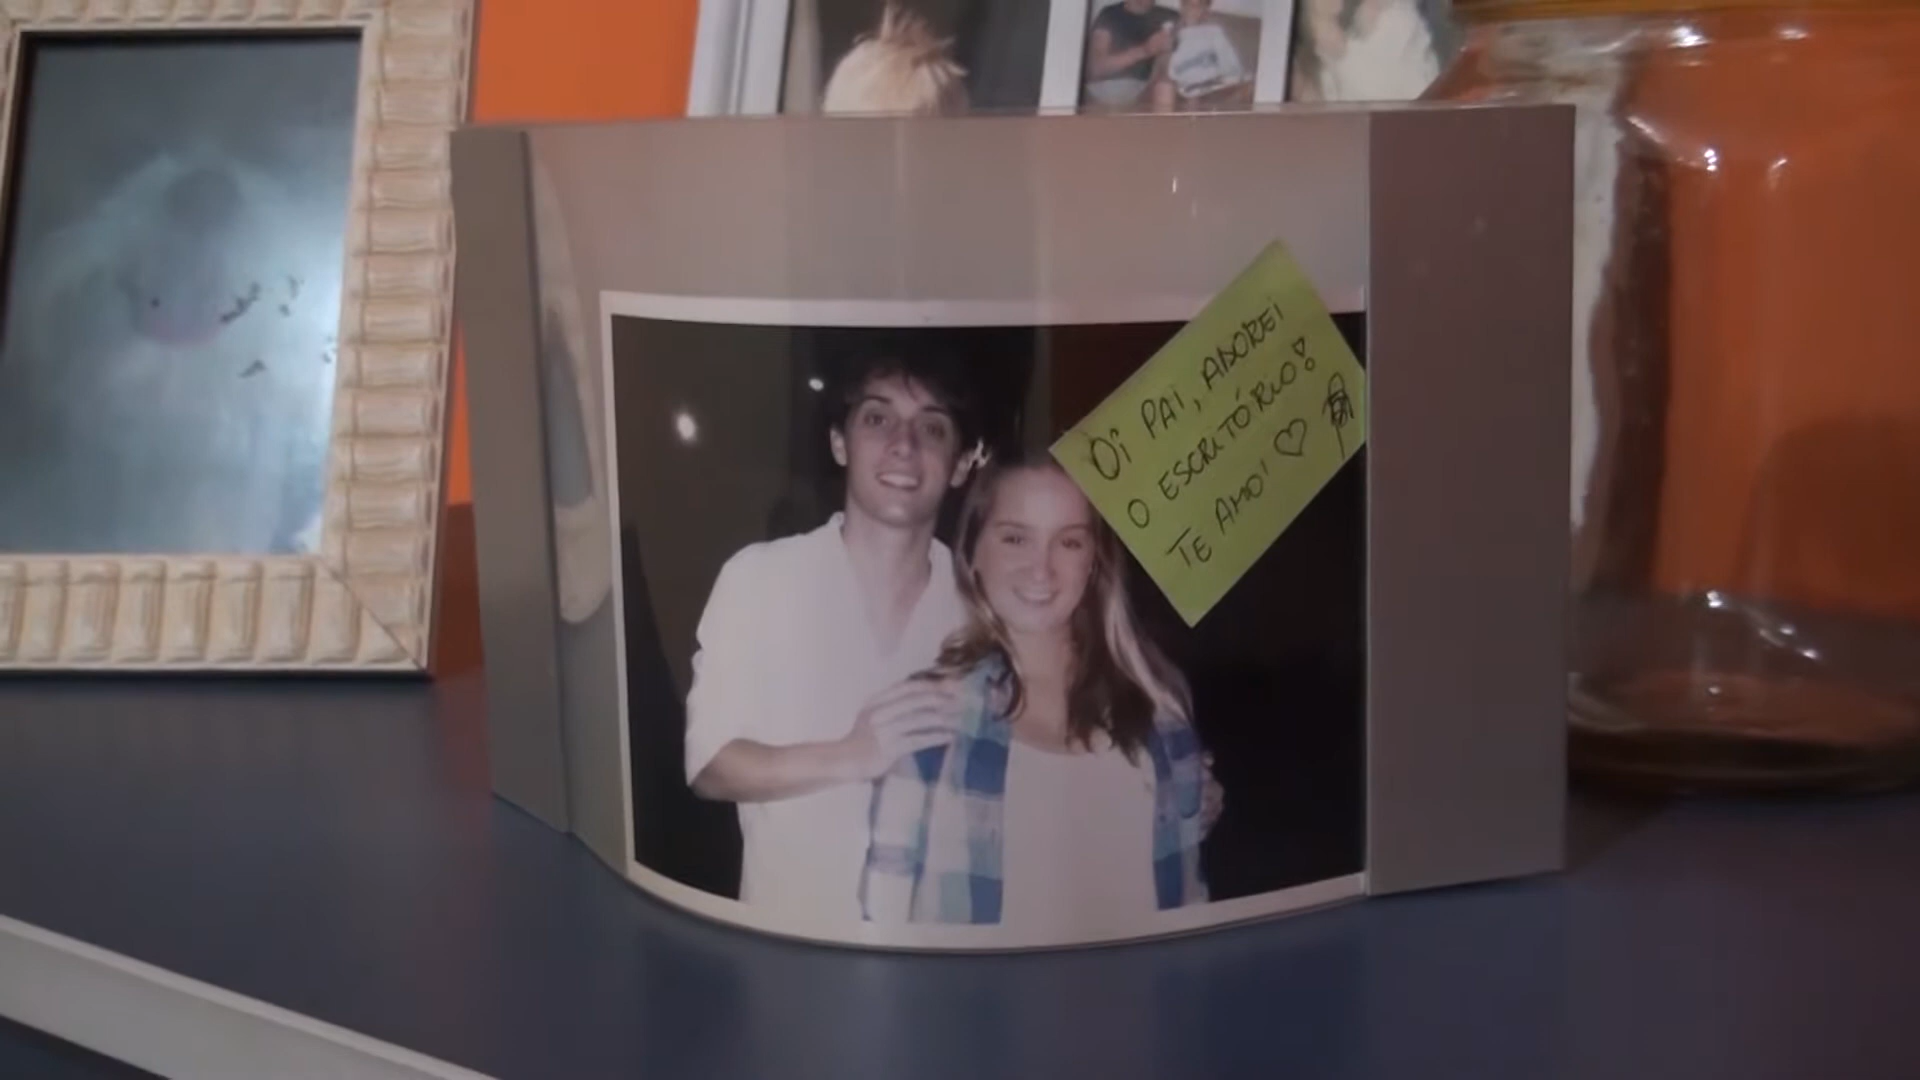 OI PAI, ADOREI
O ESCRITÓRIO!
TE AMO! ♡